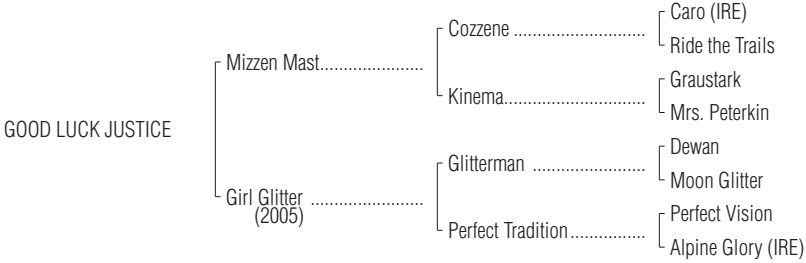 Caro (IRE)
Cozzene ............................
Ride the Trails
Mizzen Mast......................
Graustark
Kinema..............................
Mrs. Peterkin
GOOD LUCK JUSTICE
Dewan
Glitterman ........................
Moon Glitter
Girl Glitter ........................
(2005)
Perfect Vision
Perfect Tradition................
Alpine Glory (IRE)